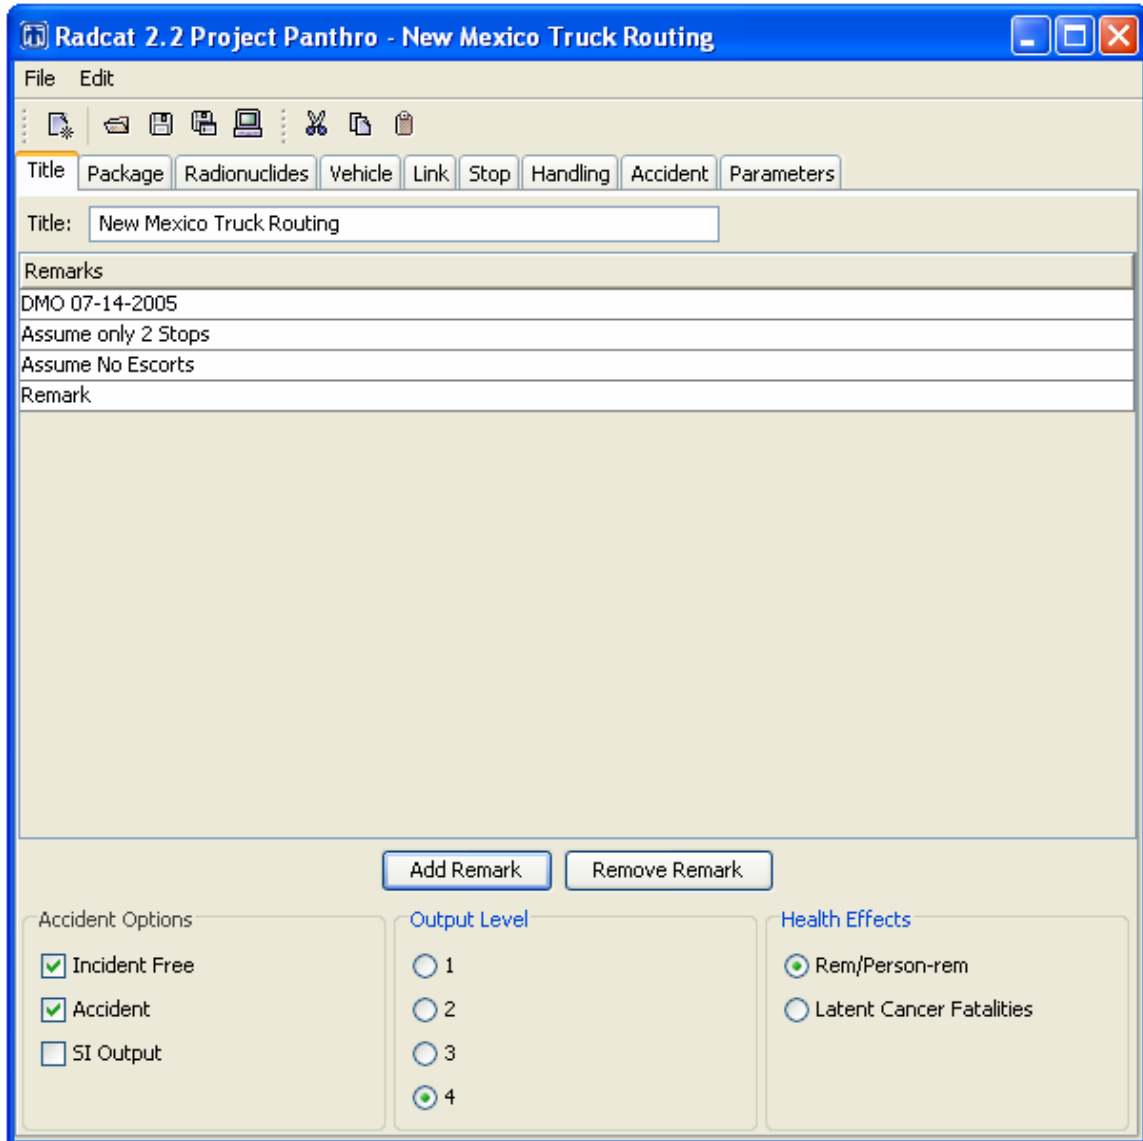 Radcat 2.2 Project Panthro - New Mexico Truck Routing
File Edit
Title Package Radionuclides Vehicle Link Stop Handling Accident Parameters
Title: New Mexico Truck Routing
Remarks
DMO 07-14-2005
Assume only 2 Stops
Assume No Escorts
Remark
Add Remark Remove Remark
Accident Options Output Level Health Effects
Incident Free 1 Rem/Person-rem
Accident 2 Latent Cancer Fatalities
SI Output 3
4